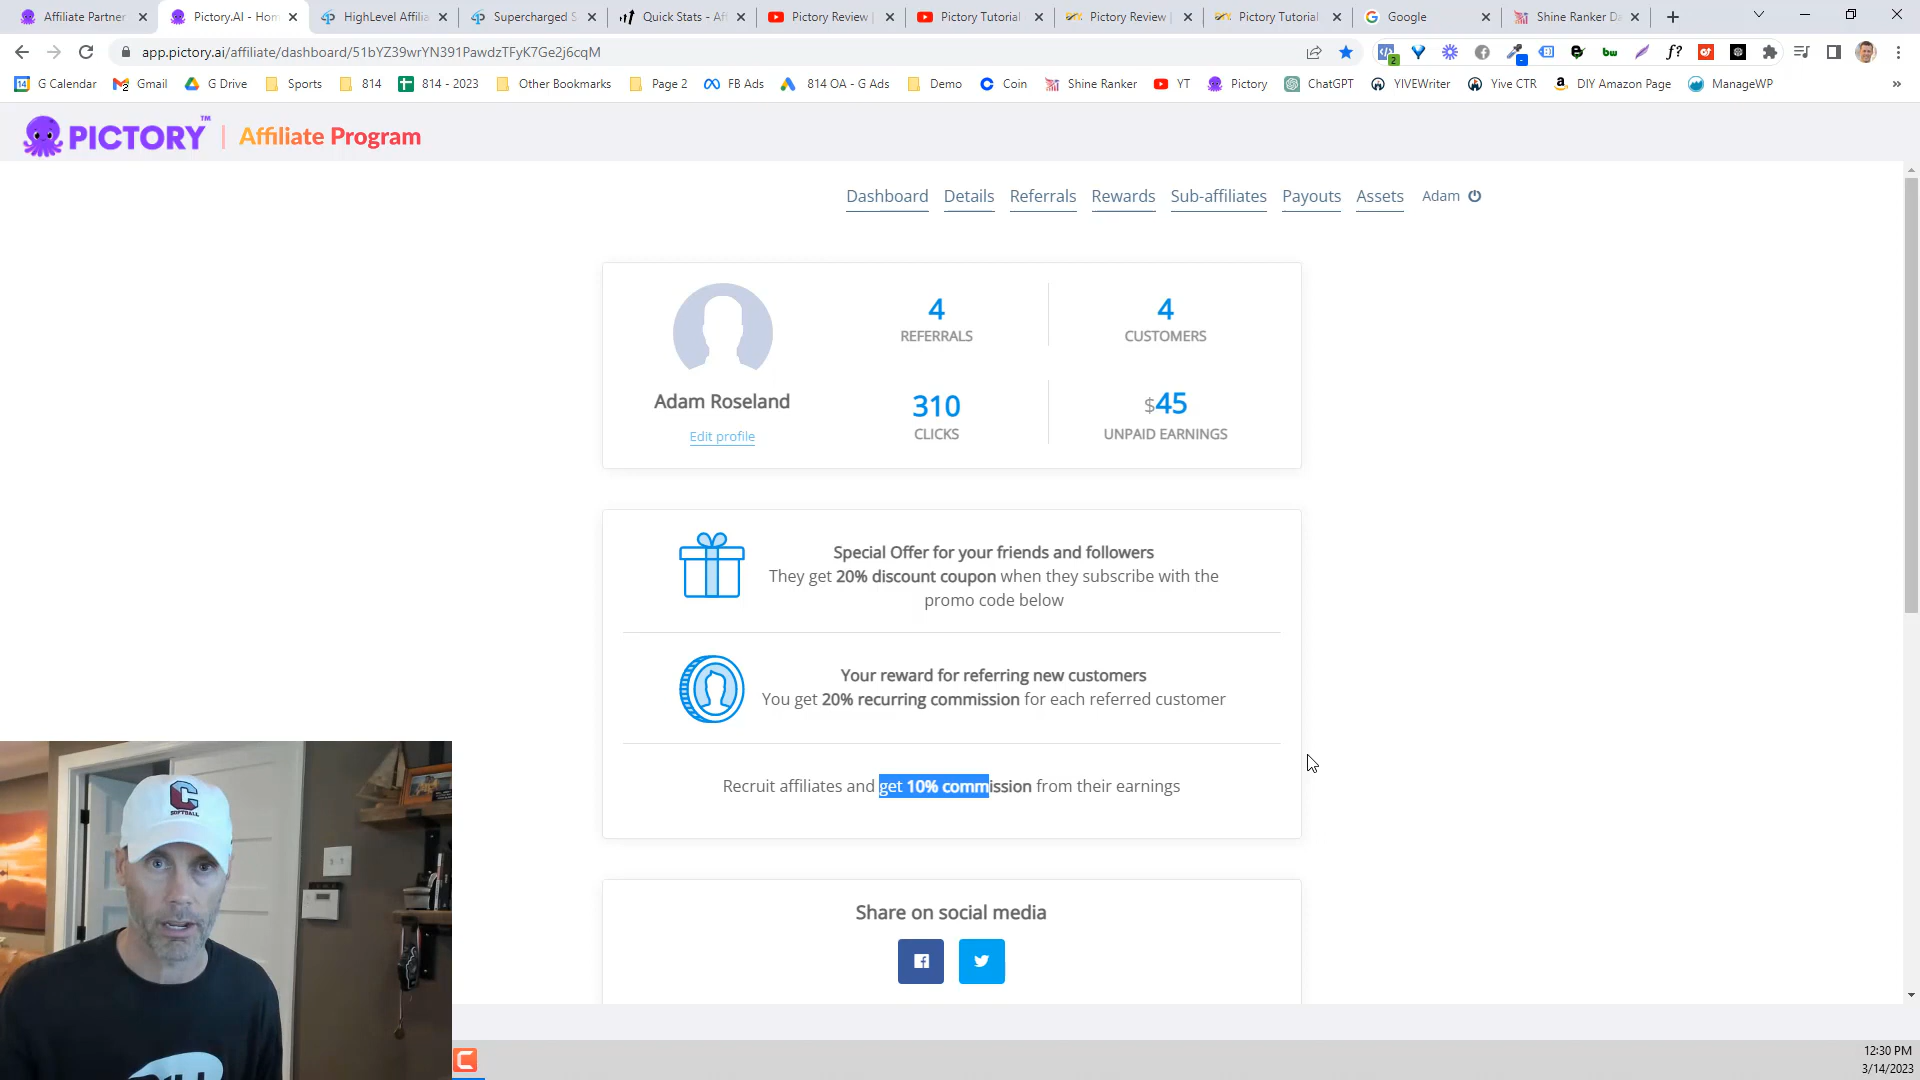 Affiliate Partner
Pictory.AI - Hom
HighLevel Affilia
Supercharged S
Quick Stats - Aff
Pictory Review |
Pictory Tutorial
Pictory Review |
Pictory Tutorial
Google
Shine Ranker Da
app.pictory.ai/affiliate/dashboard/51bYZ39wrYN391PawdzTFyK7Ge2j6cqM
G Calendar
Gmail
G Drive
Sports
814
814 - 2023
Other Bookmarks
Page 2
FB Ads
814 OA - G Ads
Demo
Coin
Shine Ranker
YT
Pictory
ChatGPT
YIVEWriter
Yive CTR
DIY Amazon Page
ManageWP
PICTORY™ | Affiliate Program
Dashboard Details Referrals Rewards Sub-affiliates Payouts Assets Adam
4
REFERRALS
4
CUSTOMERS
Adam Roseland
Edit profile
310
CLICKS
$45
UNPAID EARNINGS
Special Offer for your friends and followers
They get 20% discount coupon when they subscribe with the
promo code below
Your reward for referring new customers
You get 20% recurring commission for each referred customer
Recruit affiliates and get 10% commission from their earnings
Share on social media
C
SOFTBALL
12:30 PM
3/14/2023